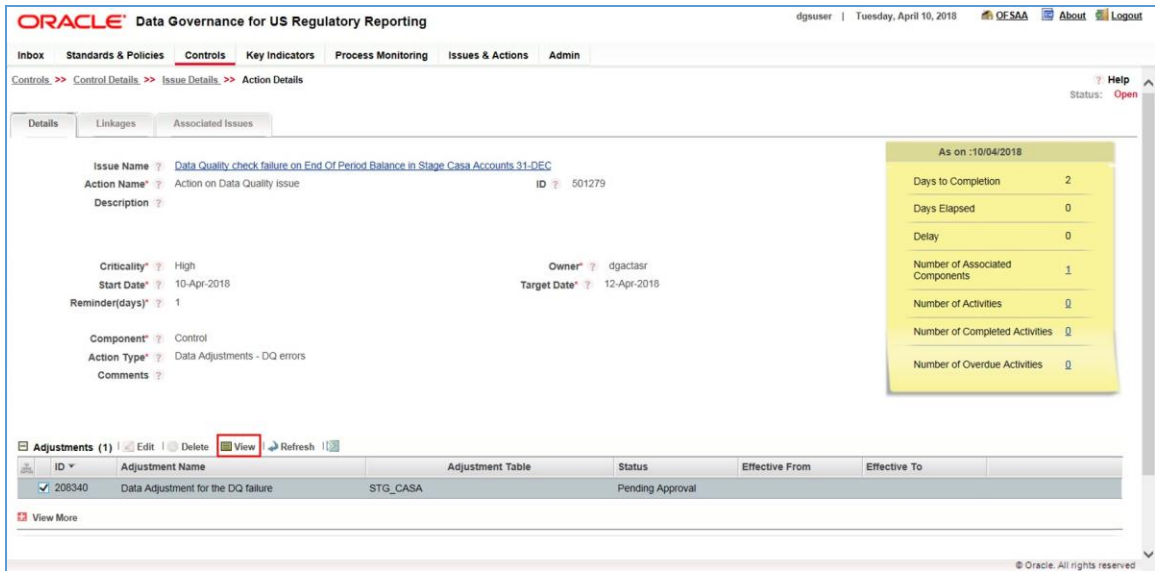 ORACLE® Data Governance for US Regulatory Reporting dgsuser | Tuesday, April 10, 2018 OFSAA About Logout
Inbox Standards & Policies Controls Key Indicators Process Monitoring Issues & Actions Admin
Controls >> Control Details >> Issue Details >> Action Details ? Help
Status: Open
Details Linkages Associated Issues
As on :10/04/2018
Issue Name ? Data Quality check failure on End Of Period Balance in Stage Casa Accounts 31-DEC
Action Name* ? Action on Data Quality issue ID ? 501279
Description ?
Criticality* ? High Owner* ? dgactasr
Start Date* ? 10-Apr-2018 Target Date* ? 12-Apr-2018
Reminder(days)* ? 1
Component* ? Control
Action Type* ? Data Adjustments - DQ errors
Comments ?
Days to Completion 2
Days Elapsed 0
Delay 0
Number of Associated
Components 1
Number of Activities 0
Number of Completed Activities 0
Number of Overdue Activities 0
Adjustments (1) | Edit | Delete View | Refresh |
ID Adjustment Name Adjustment Table Status Effective From Effective To
208340 Data Adjustment for the DQ failure STG_CASA Pending Approval
View More
© Oracle. All rights reserved